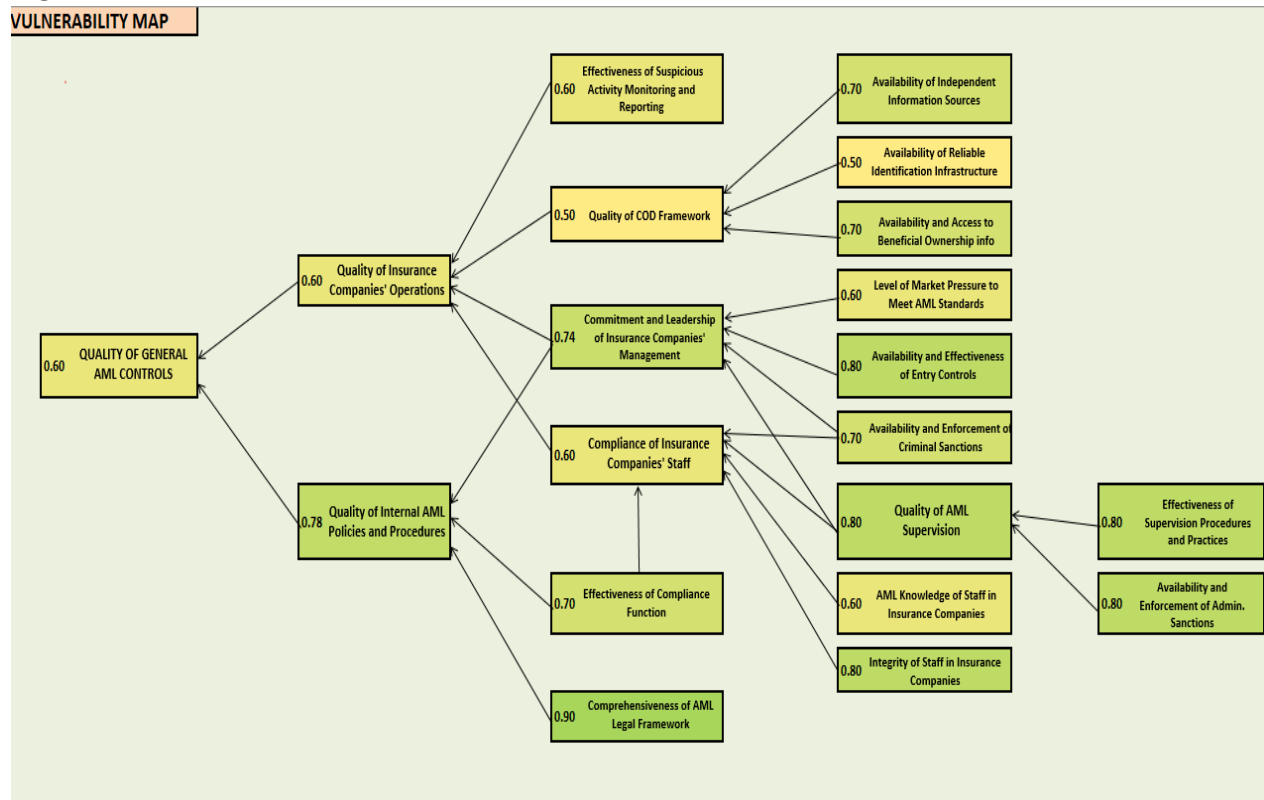 VULNERABILITY MAP
0.60
QUALITY OF GENERAL
AML CONTROLS
0.60
Quality of Insurance
Companies' Operations
0.78
Quality of Internal AML
Policies and Procedures
0.60
Effectiveness of Suspicious
Activity Monitoring and
Reporting
0.50
Quality of COD Framework
0.74
Commitment and Leadership
of Insurance Companies'
Management
0.60
Compliance of Insurance
Companies' Staff
0.70
Effectiveness of Compliance
Function
0.90
Comprehensiveness of AML
Legal Framework
0.70
Availability of Independent
Information Sources
0.50
Availability of Reliable
Identification Infrastructure
0.70
Availability and Access to
Beneficial Ownership info
0.60
Level of Market Pressure to
Meet AML Standards
0.80
Availability and Effectiveness
of Entry Controls
0.70
Availability and Enforcement of
Criminal Sanctions
0.80
Quality of AML
Supervision
0.60
AML Knowledge of Staff in
Insurance Companies
0.80
Integrity of Staff in Insurance
Companies
0.80
Effectiveness of
Supervision Procedures
and Practices
0.80
Availability and
Enforcement of Admin.
Sanctions